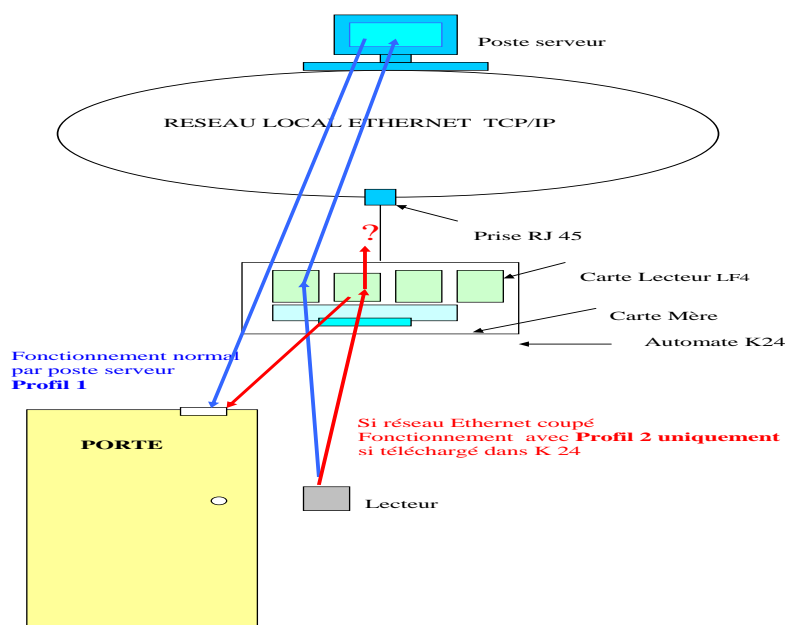 Poste serveur
RESEAU LOCAL ETHERNET TCP/IP
?
Prise RJ 45
Carte Lecteur LF4
Carte Mère
Automate K24
Fonctionnement normal
par poste serveur
Profil 1
Si réseau Ethernet coupé
Fonctionnement avec Profil 2 uniquement
si téléchargé dans K 24
PORTE
Lecteur